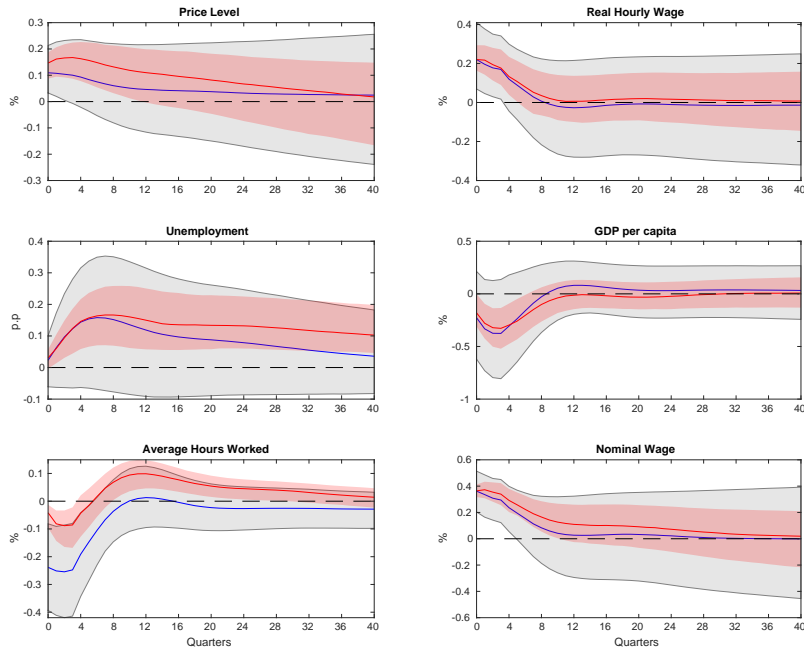 Price Level
%
0.3
0.2
0.1
0
-0.1
-0.2
-0.3
0 4 8 12 16 20 24 28 32 36 40
Real Hourly Wage
%
0.4
0.2
0
-0.2
-0.4
0 4 8 12 16 20 24 28 32 36 40
Unemployment
p.p
0.4
0.3
0.2
0.1
0
-0.1
0 4 8 12 16 20 24 28 32 36 40
GDP per capita
%
0.5
0
-0.5
-1
0 4 8 12 16 20 24 28 32 36 40
Average Hours Worked
%
0.1
0
-0.1
-0.2
-0.3
-0.4
0 4 8 12 16 20 24 28 32 36 40
Quarters
Nominal Wage
%
0.6
0.4
0.2
0
-0.2
-0.4
-0.6
0 4 8 12 16 20 24 28 32 36 40
Quarters